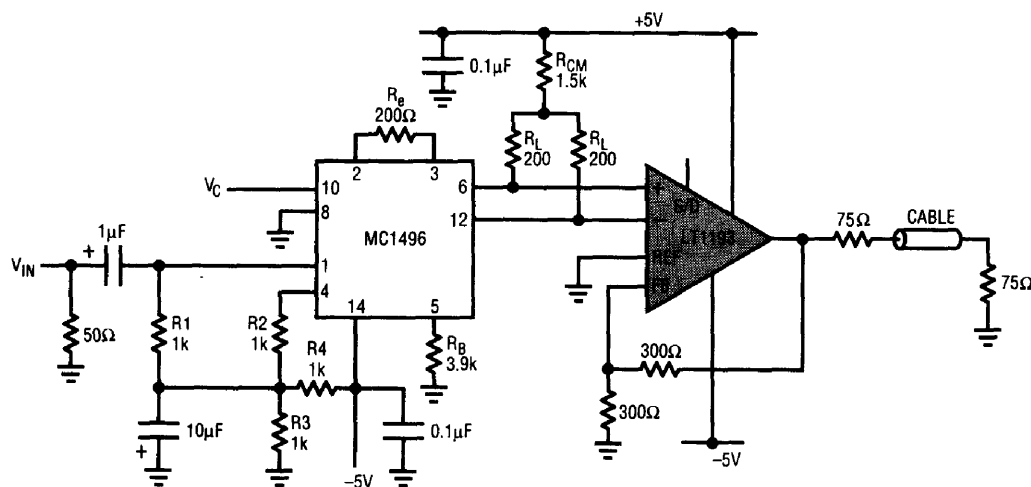 +5V
0.1µF
R_CM
1.5k
R_e
200Ω
R_L
200
R_L
200
2
3
V_C
10
6
+
S/D
8
12
−
LT1193
1µF
MC1496
75Ω
CABLE
+
V_IN
1
REF
4
FB
14
5
75Ω
50Ω
R1
1k
R2
1k
R4
1k
R_B
3.9k
300Ω
300Ω
10µF
+
R3
1k
0.1µF
−5V
−5V